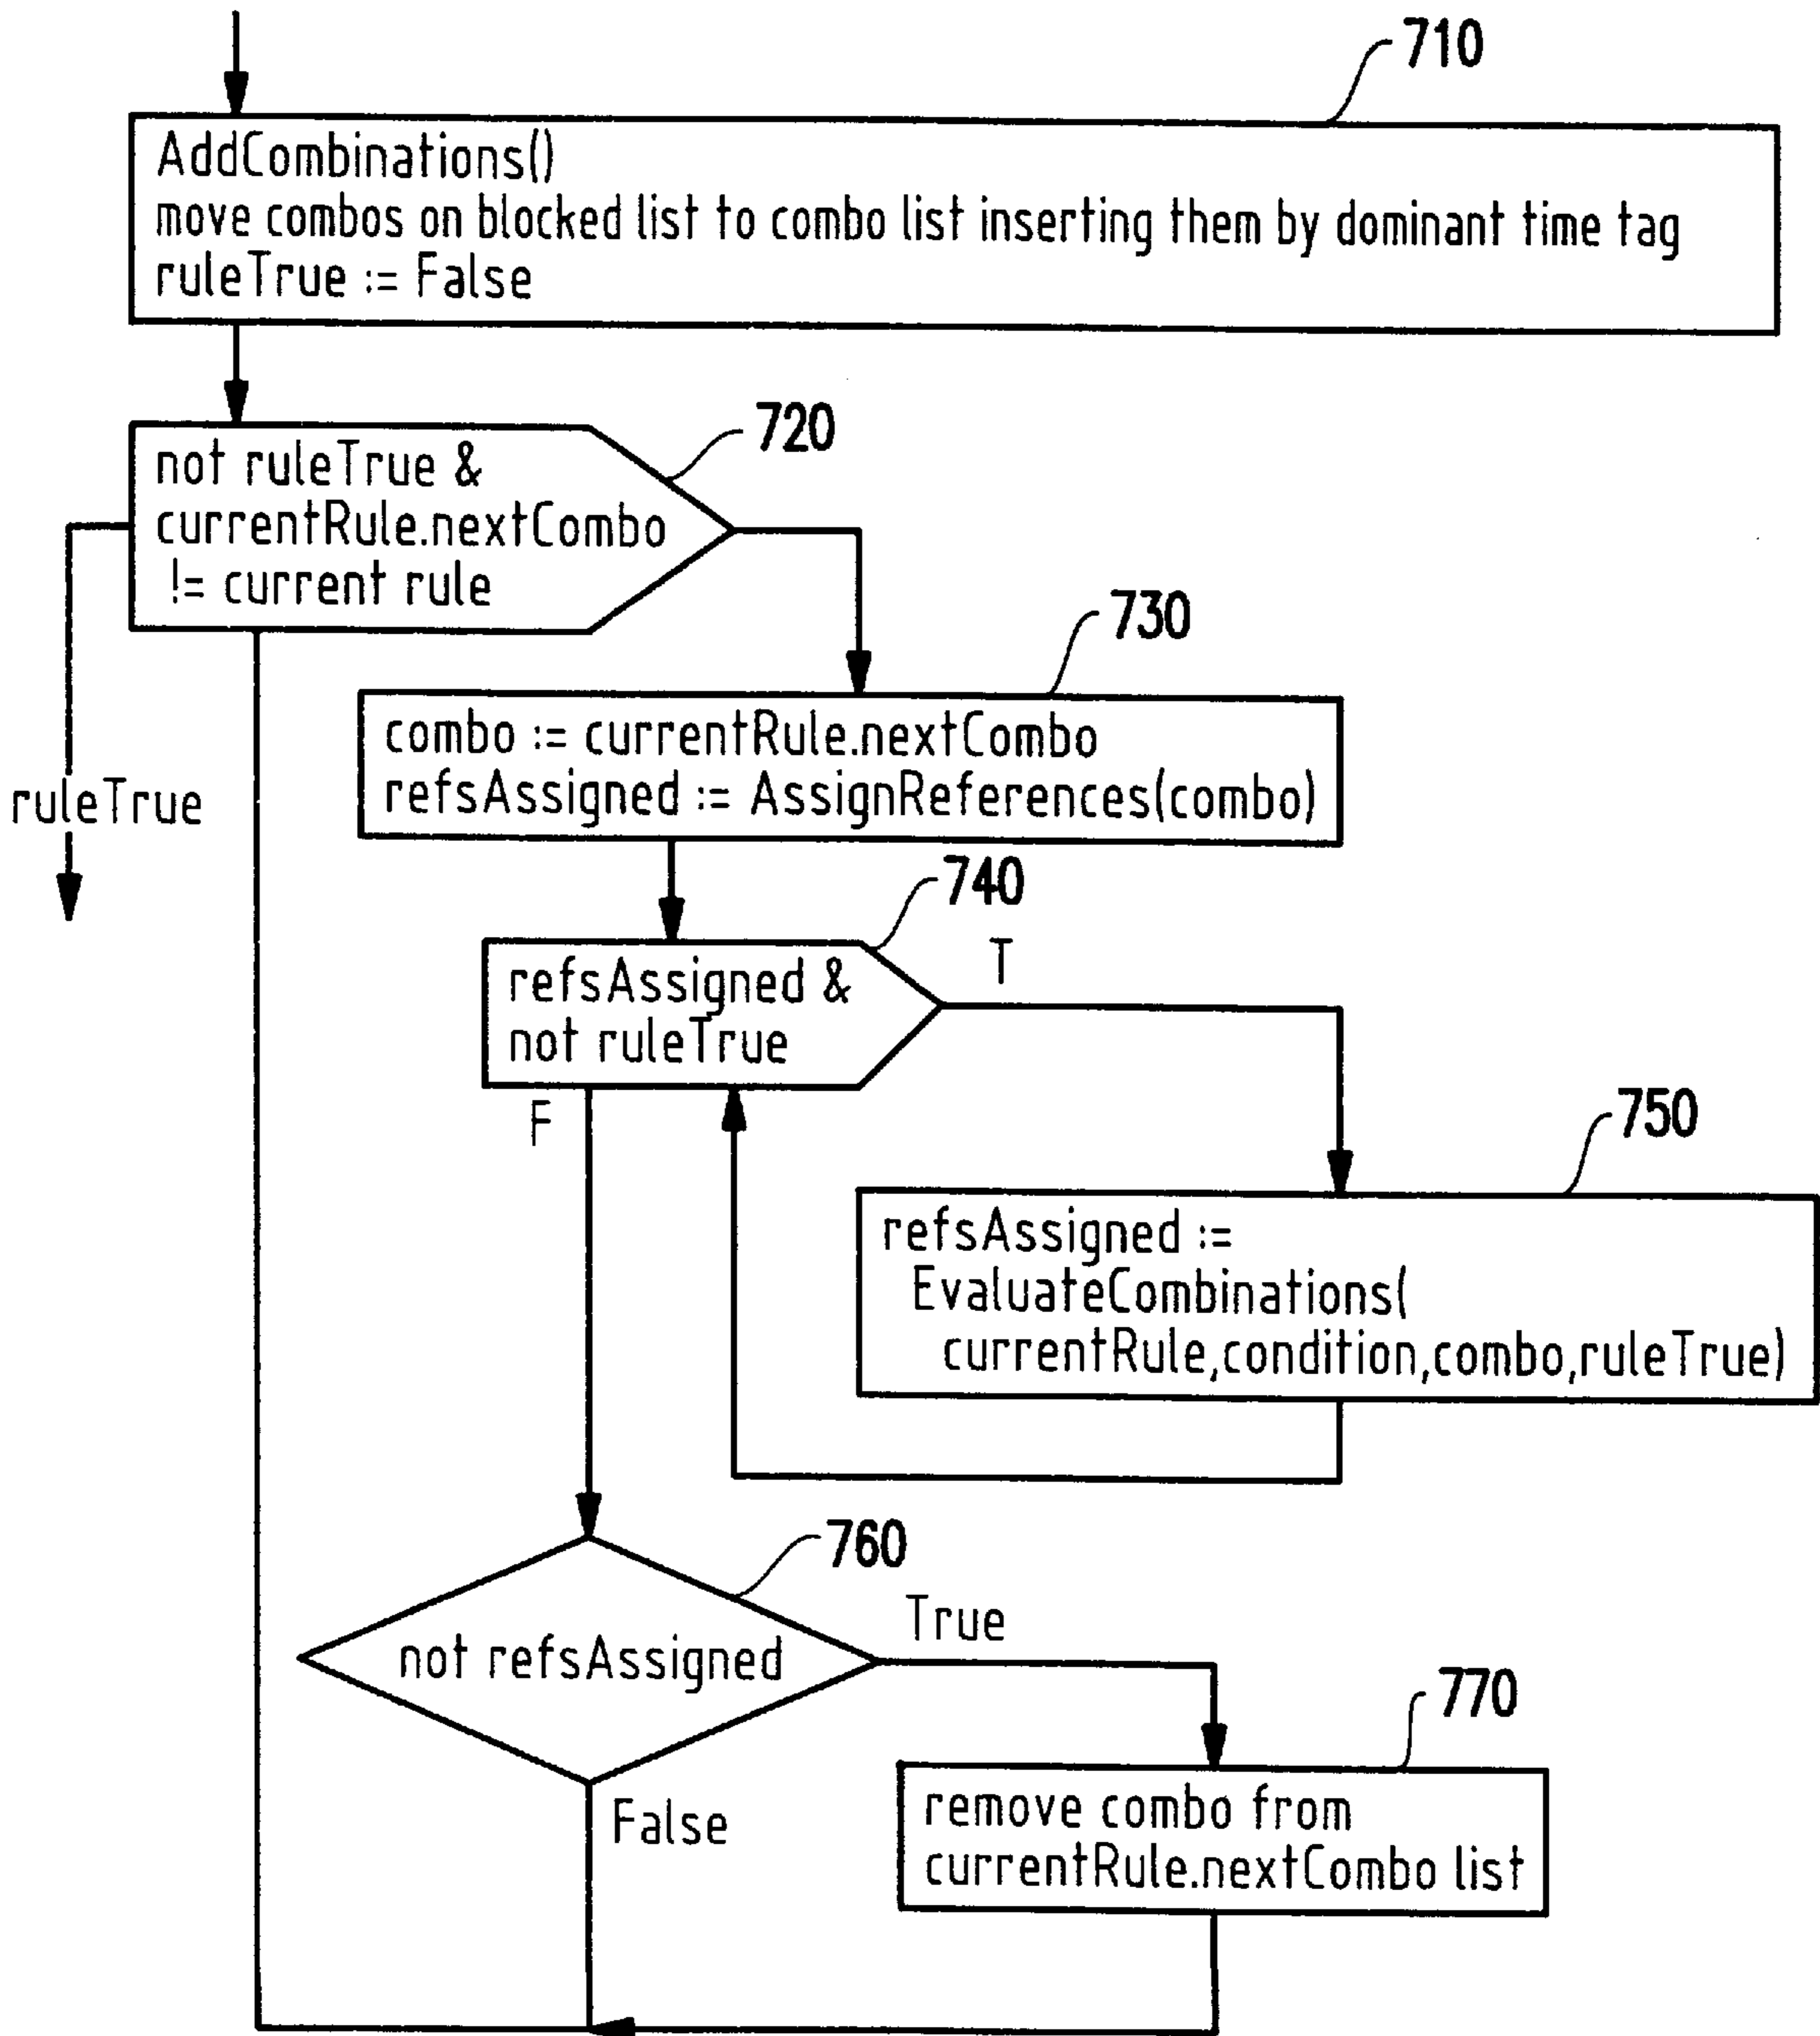 710
AddCombinations()
move combos on blocked list to combo list inserting them by dominant time tag
ruleTrue := False
720
not ruleTrue &
currentRule.nextCombo
!= current rule
ruleTrue
730
combo := currentRule.nextCombo
refsAssigned := AssignReferences(combo)
740
refsAssigned &
not ruleTrue
T
F
750
refsAssigned :=
EvaluateCombinations(
currentRule,condition,combo,ruleTrue)
760
not refsAssigned
True
False
770
remove combo from
currentRule.nextCombo list